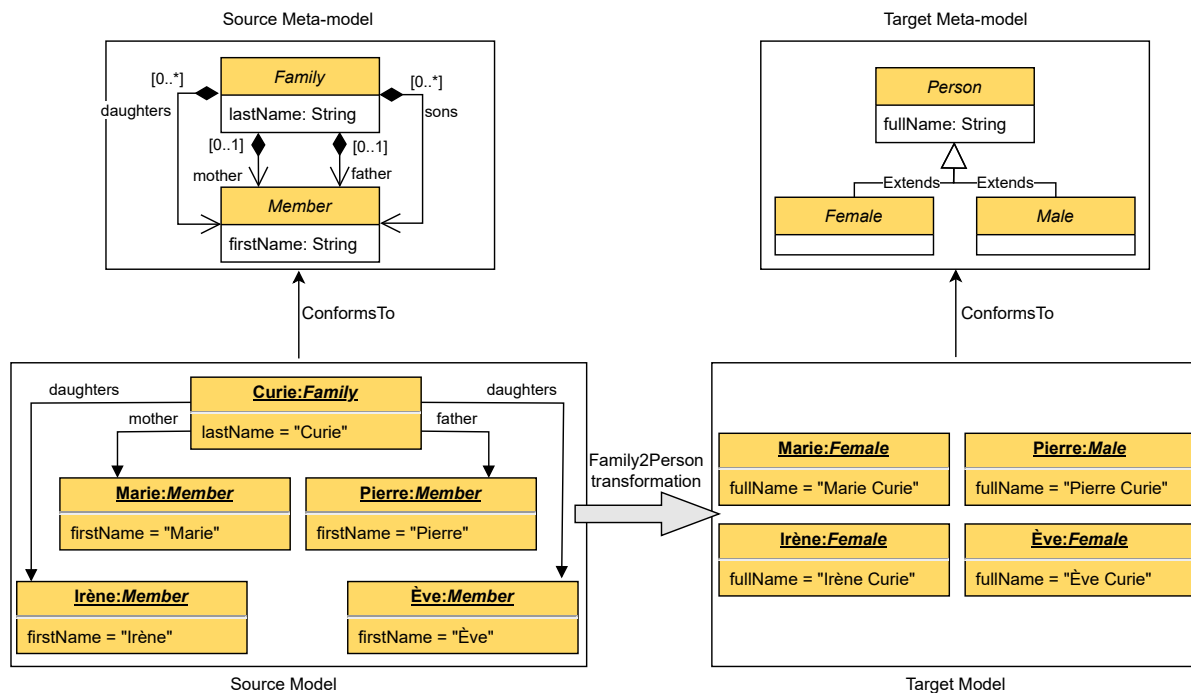 Source Meta-model
Target Meta-model
[0..*]
Family
[0..*]
daughters
lastName: String
sons
[0..1]
[0..1]
mother
father
Member
firstName: String
Person
fullName: String
Extends
Extends
Female
Male
ConformsTo
ConformsTo
daughters
Curie:Family
daughters
mother
lastName = "Curie"
father
Marie:Member
firstName = "Marie"
Pierre:Member
firstName = "Pierre"
Irène:Member
firstName = "Irène"
Ève:Member
firstName = "Ève"
Family2Person
transformation
Marie:Female
fullName = "Marie Curie"
Pierre:Male
fullName = "Pierre Curie"
Irène:Female
fullName = "Irène Curie"
Ève:Female
fullName = "Ève Curie"
Source Model
Target Model